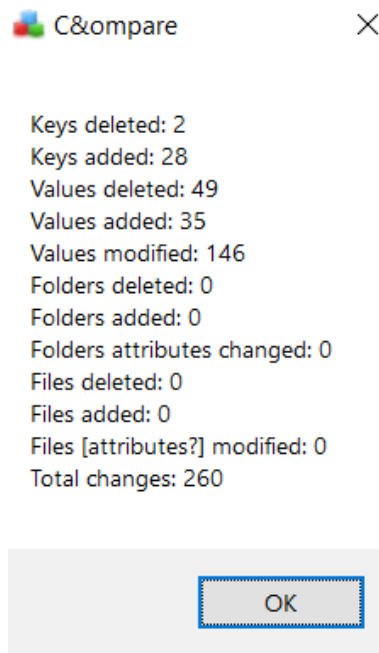 C&ompare
Keys deleted: 2
Keys added: 28
Values deleted: 49
Values added: 35
Values modified: 146
Folders deleted: 0
Folders added: 0
Folders attributes changed: 0
Files deleted: 0
Files added: 0
Files [attributes?] modified: 0
Total changes: 260
OK